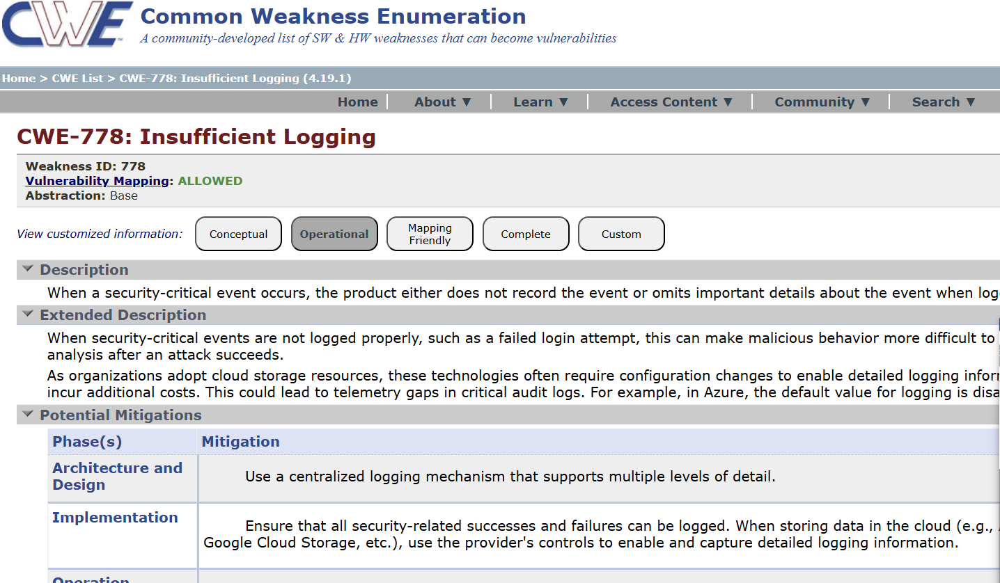 CWE
Common Weakness Enumeration
A community-developed list of SW & HW weaknesses that can become vulnerabilities
Home > CWE List > CWE-778: Insufficient Logging (4.19.1)
Home About ▼ Learn ▼ Access Content ▼ Community ▼ Search ▼
CWE-778: Insufficient Logging
Weakness ID: 778
Vulnerability Mapping: ALLOWED
Abstraction: Base
View customized information: Conceptual Operational Mapping Friendly Complete Custom
Description
When a security-critical event occurs, the product either does not record the event or omits important details about the event when
Extended Description
When security-critical events are not logged properly, such as a failed login attempt, this can make malicious behavior more difficult to
analysis after an attack succeeds.
As organizations adopt cloud storage resources, these technologies often require configuration changes to enable detailed logging
incur additional costs. This could lead to telemetry gaps in critical audit logs. For example, in Azure, the default value for logging is
Potential Mitigations
Phase(s) Mitigation
Architecture and
Design
Use a centralized logging mechanism that supports multiple levels of detail.
Implementation
Ensure that all security-related successes and failures can be logged. When storing data in the cloud (e.g.,
Google Cloud Storage, etc.), use the provider's controls to enable and capture detailed logging information.
Operation